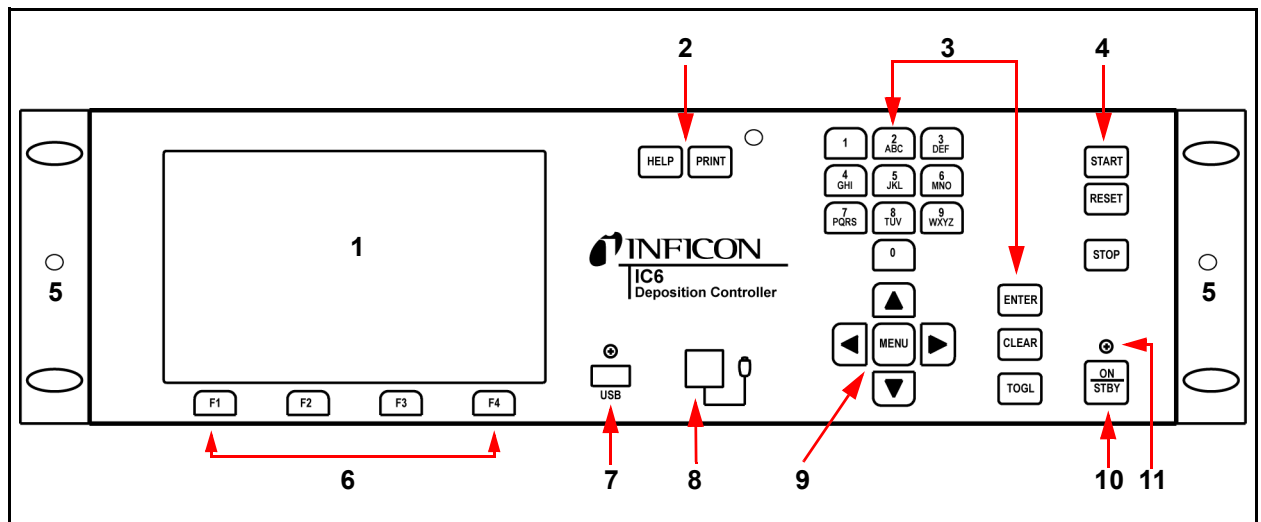 2
3
4
HELP
PRINT
1
2
ABC
3
DEF
START
4
GHI
5
JKL
6
MNO
RESET
7
PQRS
8
TUV
9
WXYZ
1
INFICON
IC6
Deposition Controller
0
STOP
5
5
ENTER
MENU
CLEAR
ON
STBY
TOGL
USB
F1
F2
F3
F4
6
7
8
9
10
11